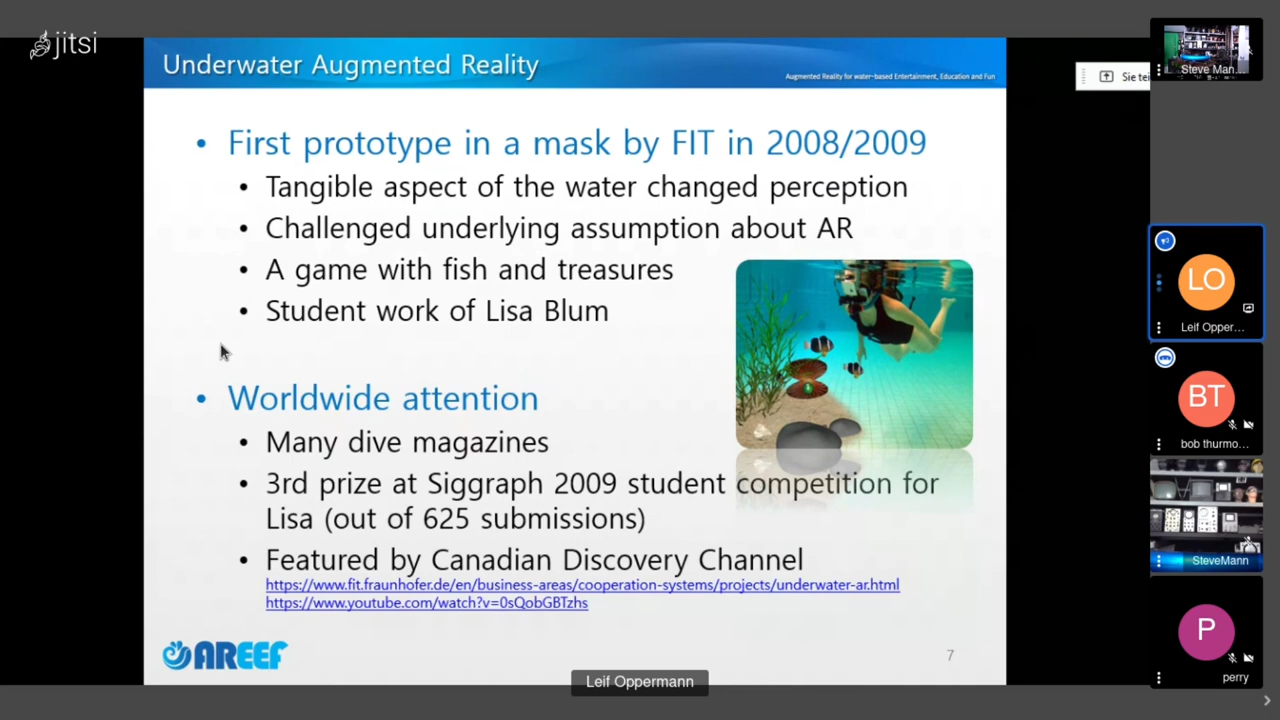 jitsi
Underwater Augmented Reality
Augmented Reality for water-based Entertainment, Education and Fun
• First prototype in a mask by FIT in 2008/2009
• Tangible aspect of the water changed perception
• Challenged underlying assumption about AR
• A game with fish and treasures
• Student work of Lisa Blum
• Worldwide attention
• Many dive magazines
• 3rd prize at Siggraph 2009 student competition for
Lisa (out of 625 submissions)
• Featured by Canadian Discovery Channel
https://www.fit.fraunhofer.de/en/business-areas/cooperation-systems/projects/underwater-ar.html
https://www.youtube.com/watch?v=0sQobGBTzhs
AREEF
7
Leif Oppermann
Sie tei
Steve Man...
LO
Leif Opper...
BT
bob thurmo...
SteveMann
P
perry